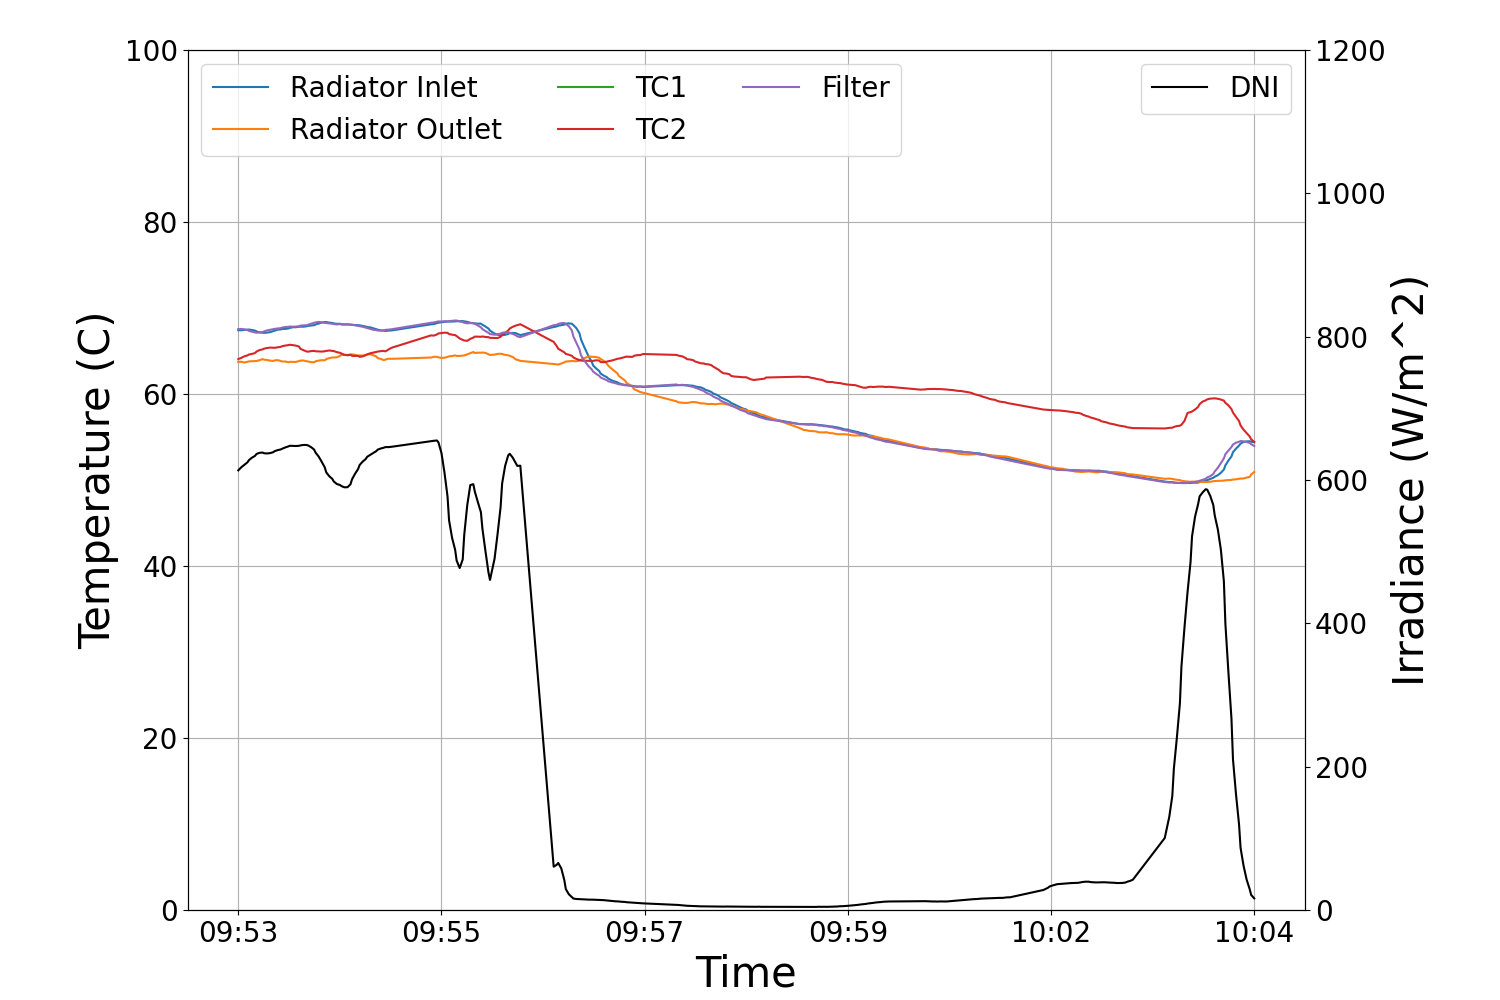 100
80
60
40
20
0
Temperature (C)
Radiator Inlet
Radiator Outlet
TC1
TC2
Filter
DNI
1200
1000
800
600
400
200
0
Irradiance (W/m^2)
09:53 09:55 09:57 09:59 10:02 10:04
Time